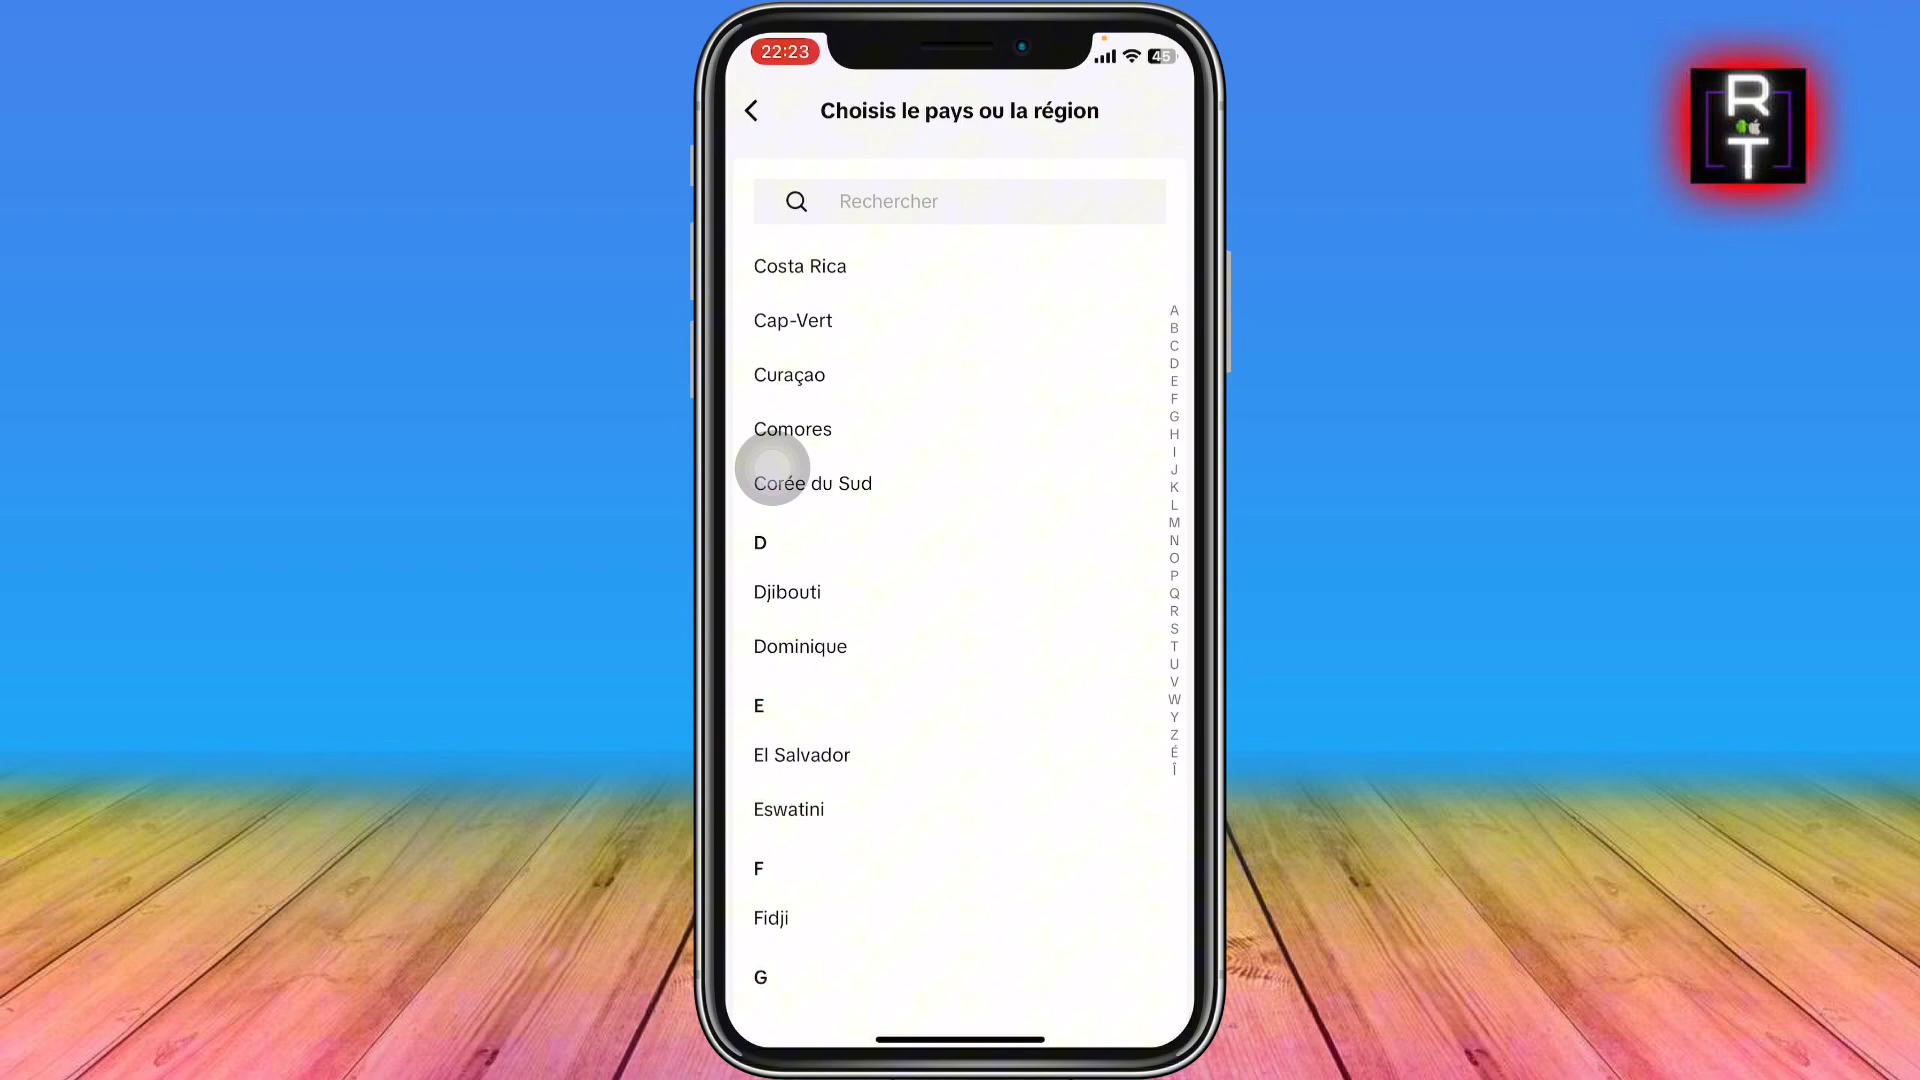 22:23
45
Choisis le pays ou la région
Rechercher
Costa Rica
Cap-Vert
Curaçao
Comores
Corée du Sud
D
Djibouti
Dominique
E
El Salvador
Eswatini
F
Fidji
G
A
B
C
D
E
F
G
H
I
J
K
L
M
N
O
P
Q
R
S
T
U
V
W
Y
Z
É
Î
R
T